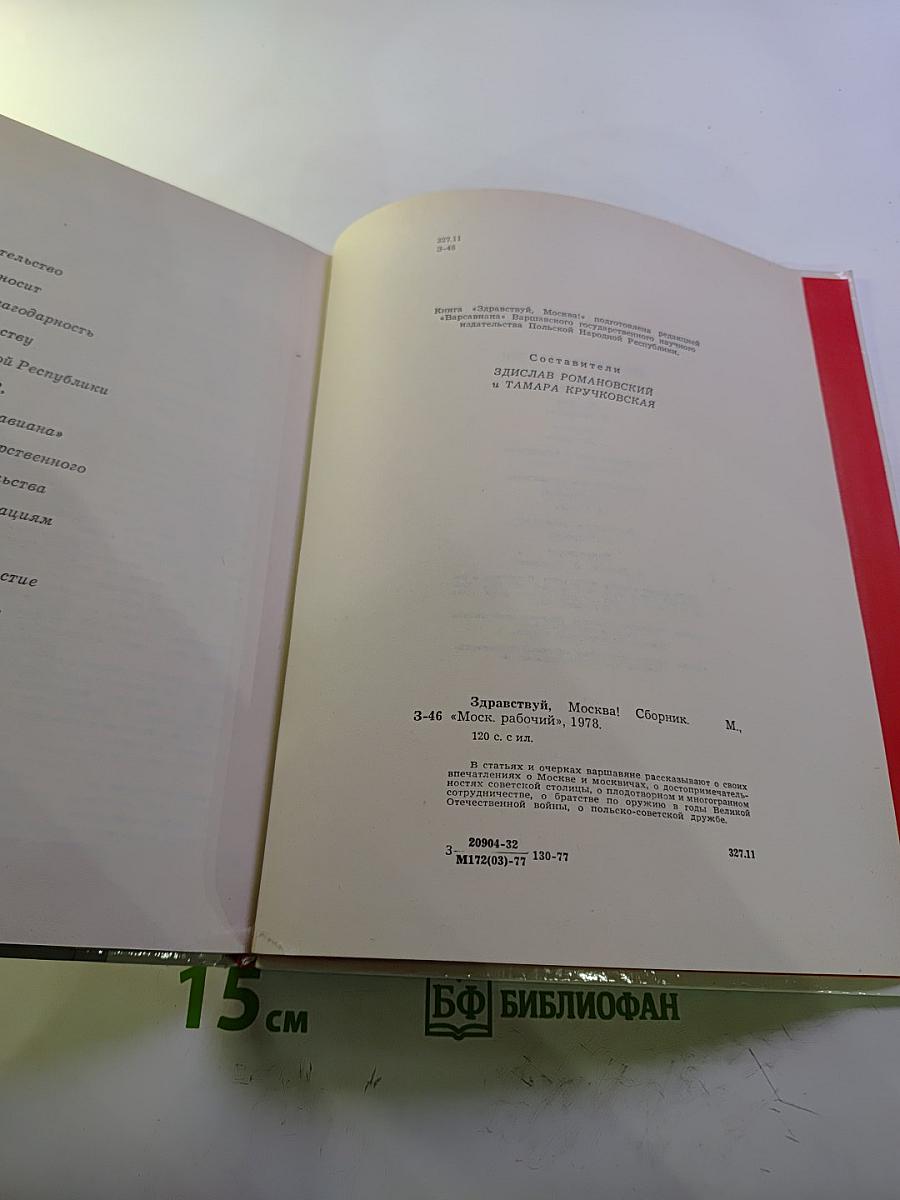 тельство
носит
агодарность
ству
ой Республики
авиана»
рственного
ьства
ациям
стие
327.11
З-46
Книга «Здравствуй, Москва!» подготовлена редакцией
«Варсавиана» Варшавского государственного научного
издательства Польской Народной Республики.
Составители
ЗДИСЛАВ РОМАНОВСКИЙ
и ТАМАРА КРУЧКОВСКАЯ
Здравствуй, Москва! Сборник. М.,
З-46 «Моск. рабочий», 1978.
120 с. с ил.
В статьях и очерках варшавяне рассказывают о своих
впечатлениях о Москве и москвичах, о достопримечатель-
ностях советской столицы, о плодотворном и многогранном
сотрудничестве, о братстве по оружию в годы Великой
Отечественной войны, о польско-советской дружбе.
20904-32
З— 130-77 327.11
М172(03)-77
15 см БФ БИБЛИОФАН